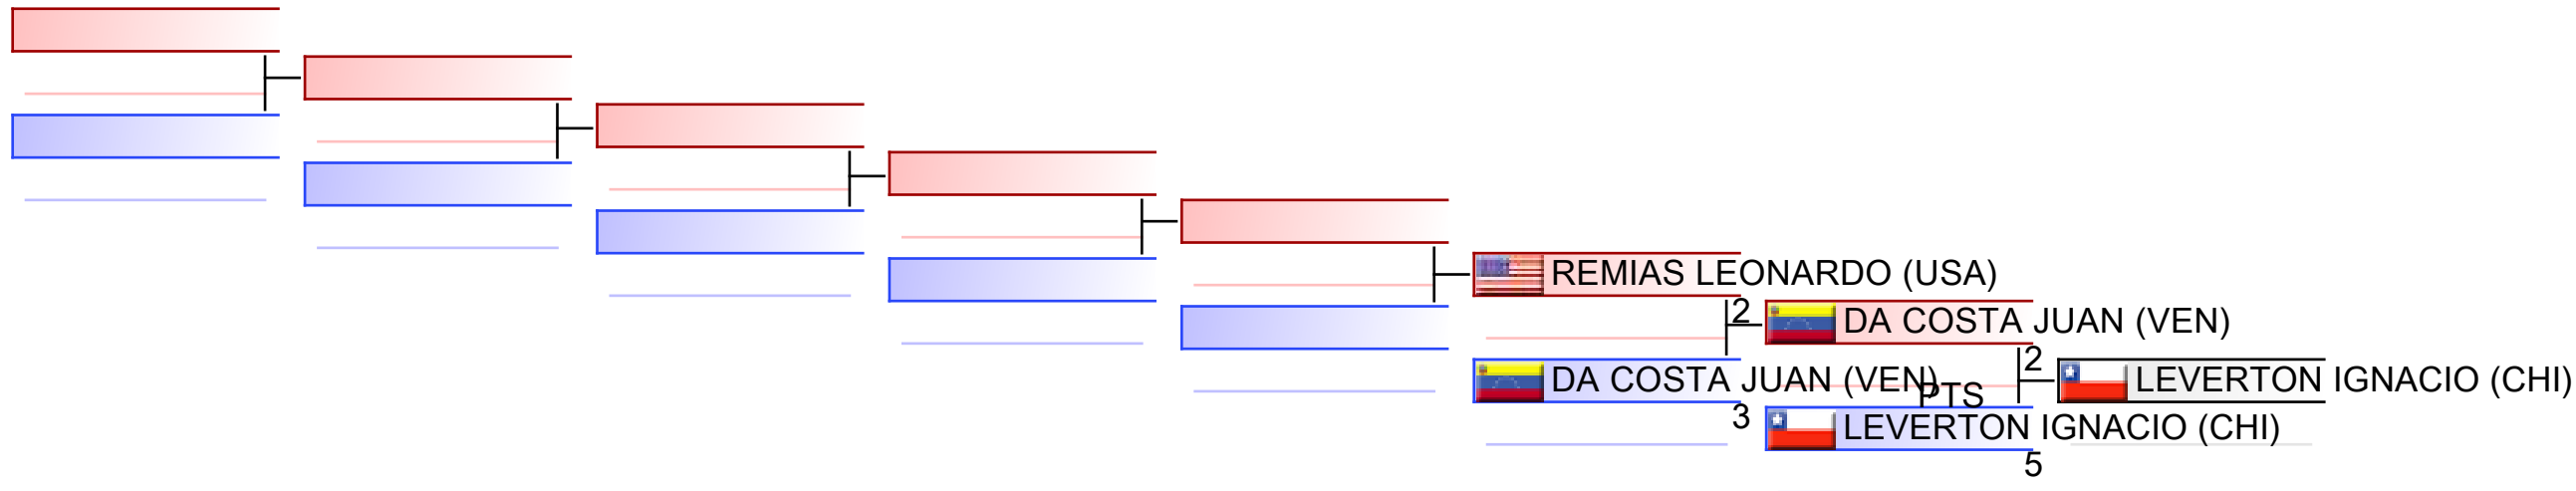 REMIAS LEONARDO (USA)
2
DA COSTA JUAN (VEN)
DA COSTA JUAN (VEN)
3
PTS
2
LEVERTON IGNACIO (CHI)
LEVERTON IGNACIO (CHI)
5